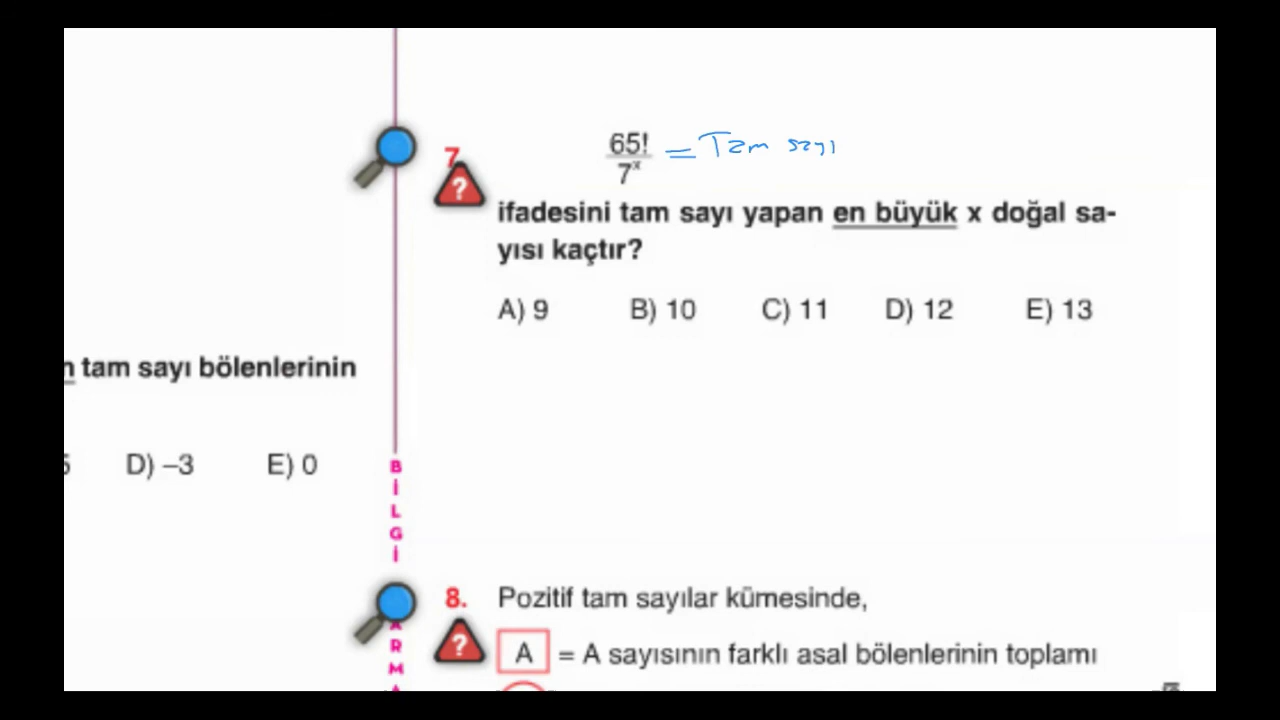 7
65!
7ˣ
= Tam sayı
?
ifadesini tam sayı yapan en büyük x doğal sa-
yısı kaçtır?
A) 9 B) 10 C) 11 D) 12 E) 13
tam sayı bölenlerinin
D) –3 E) 0
B
İ
L
G
İ
8. Pozitif tam sayılar kümesinde,
?
A = A sayısının farklı asal bölenlerinin toplamı
R
M